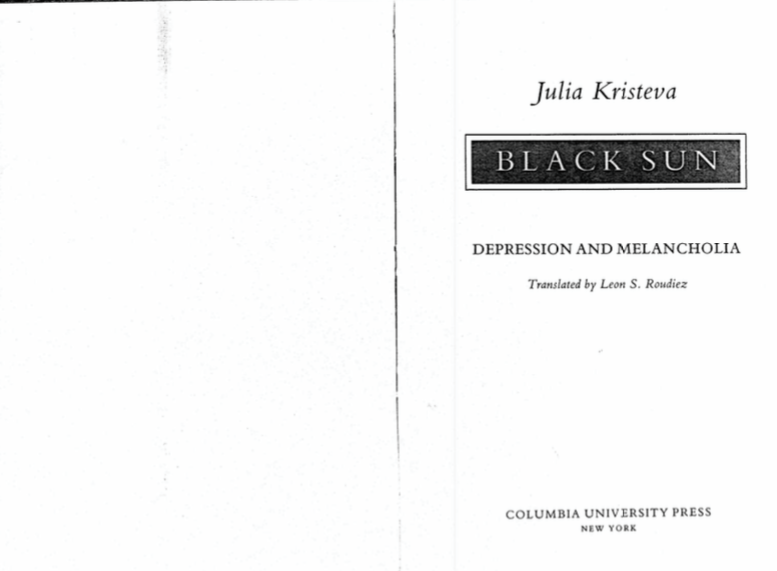 Julia Kristeva
BLACK SUN
DEPRESSION AND MELANCHOLIA
Translated by Leon S. Roudiez
COLUMBIA UNIVERSITY PRESS
NEW YORK